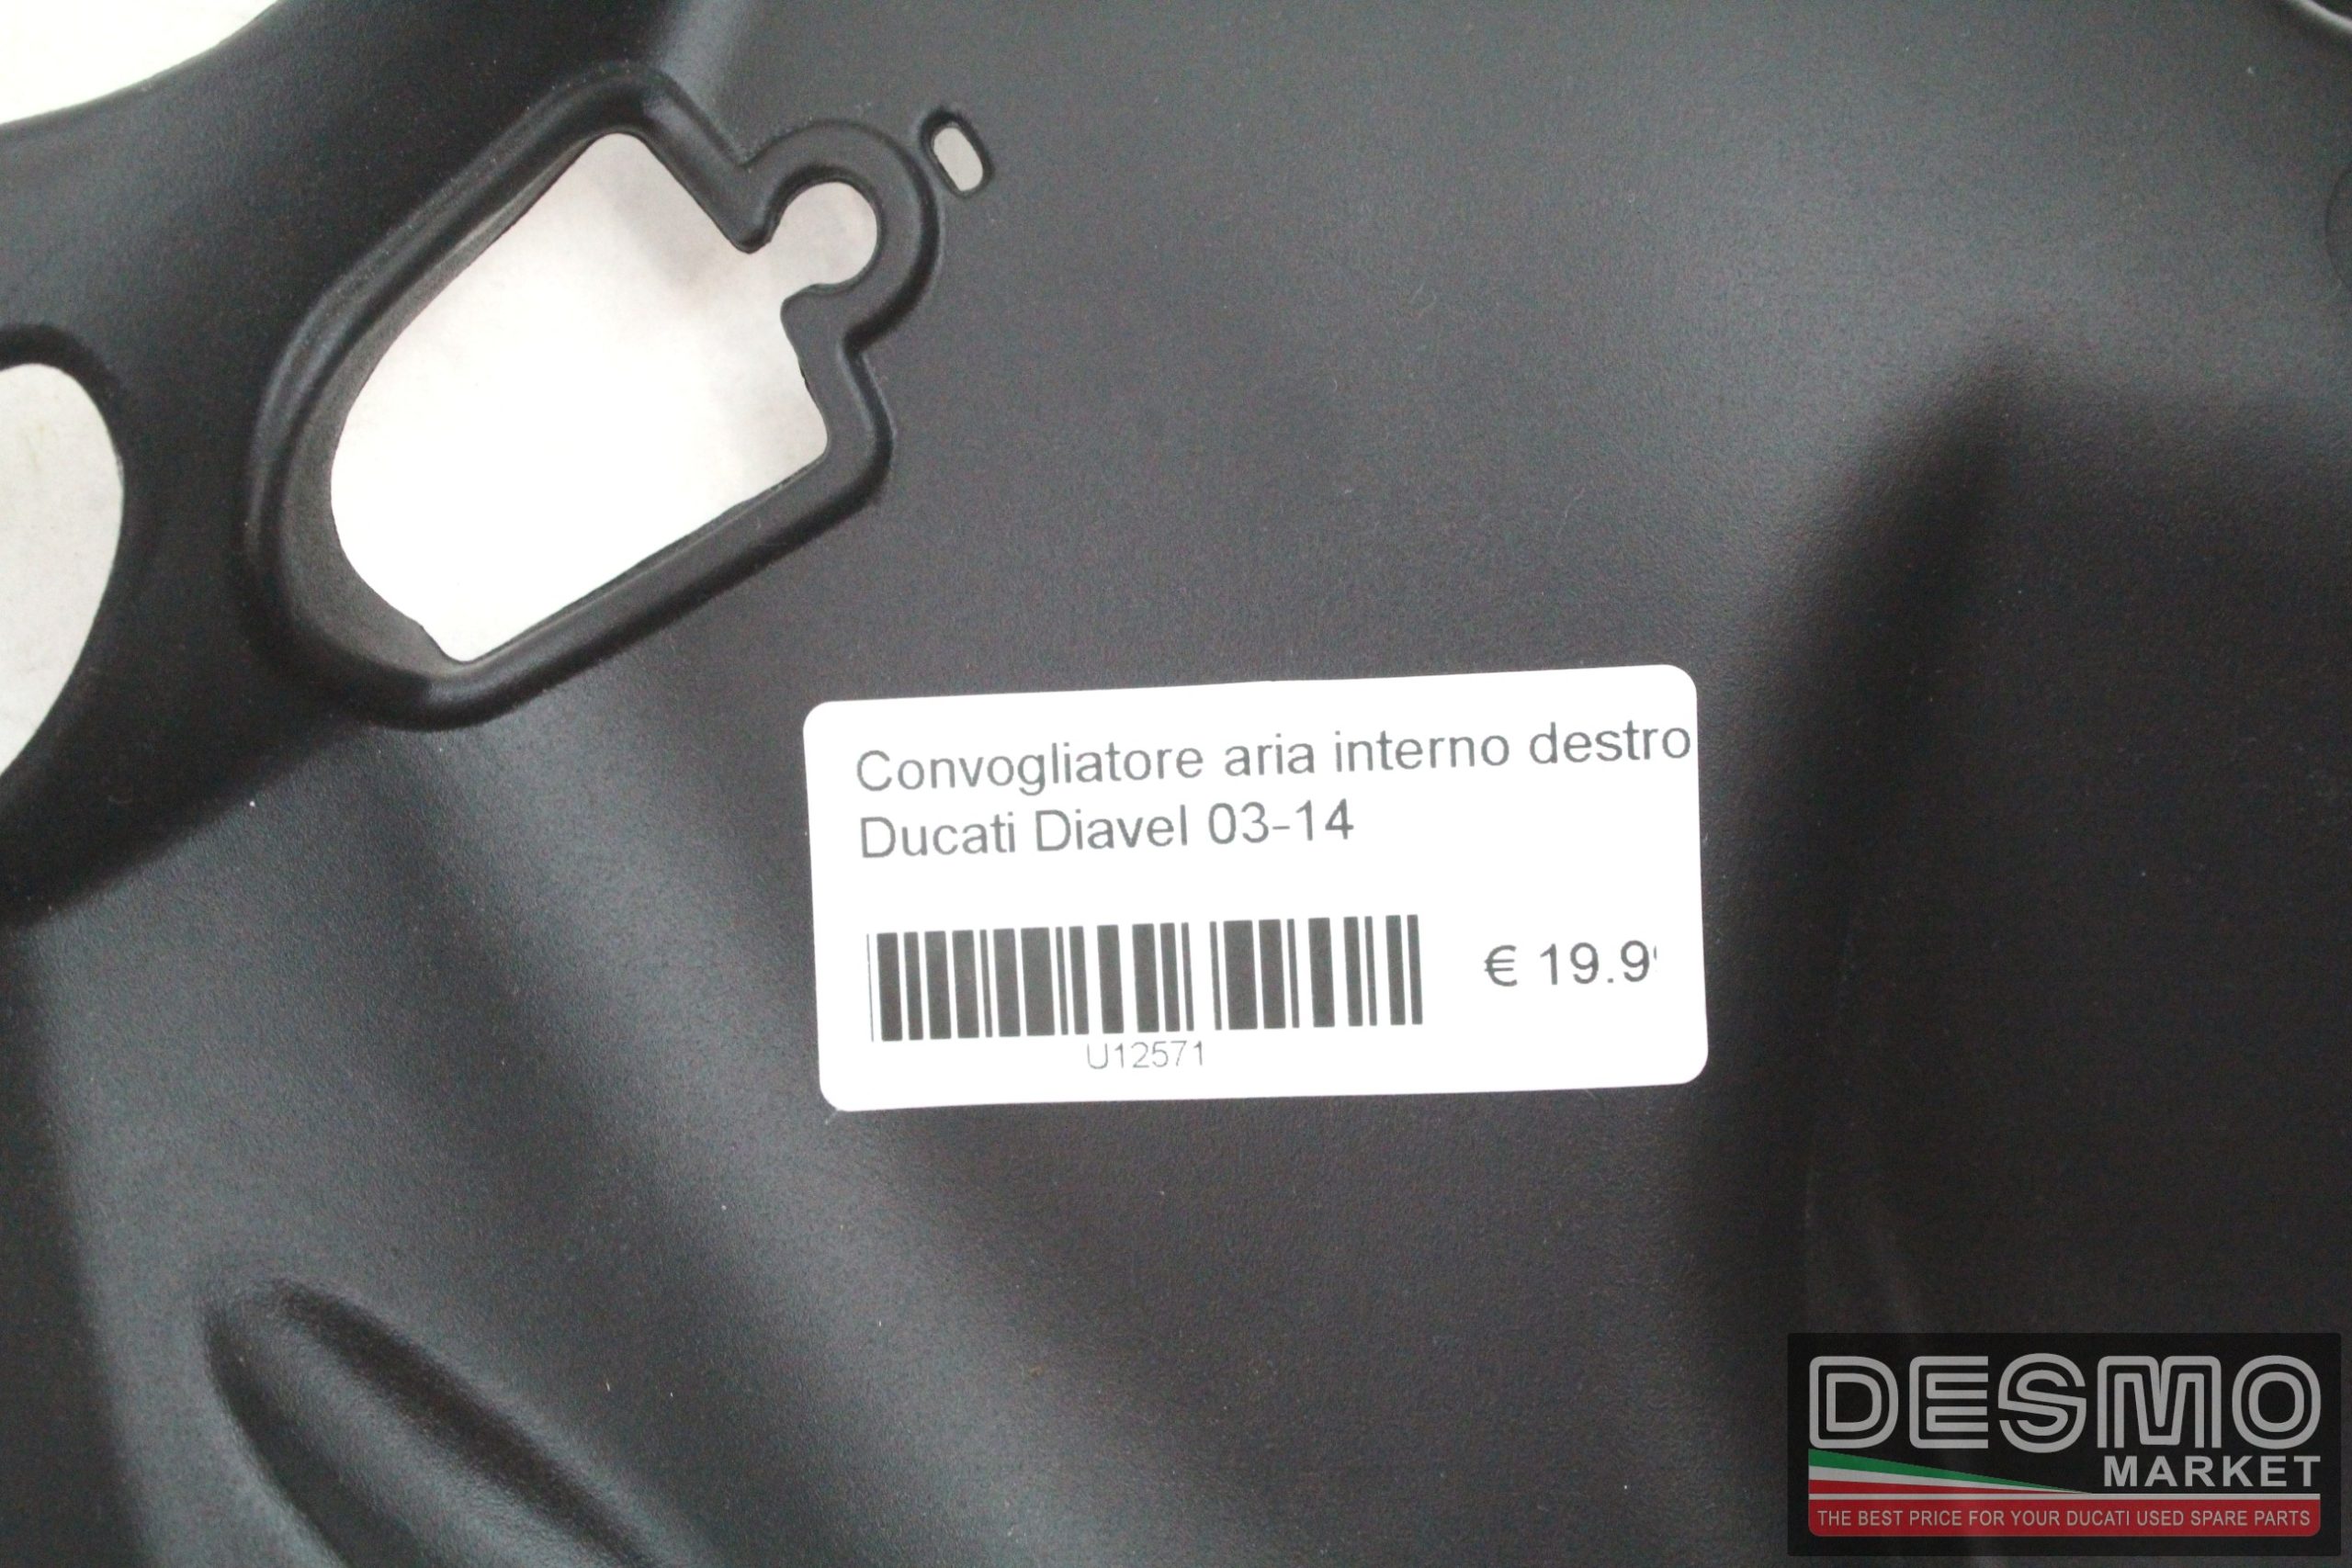 Convogliatore aria interno destro
Ducati Diavel 03-14
€ 19.9
U12571
DESMO
MARKET
THE BEST PRICE FOR YOUR DUCATI USED SPARE PARTS